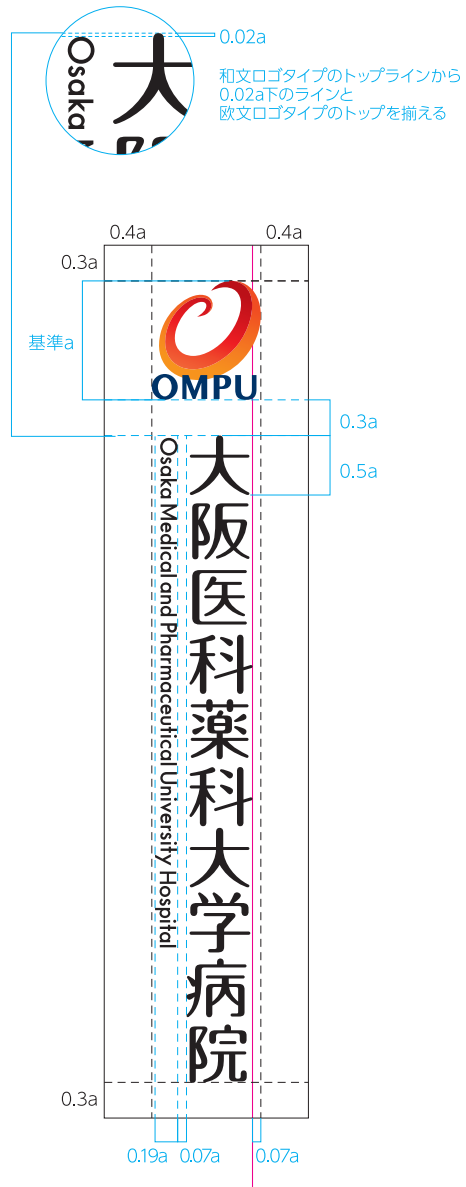 0.02a
Osaka
大
和文ロゴタイプのトップラインから
0.02a下のラインと
欧文ロゴタイプのトップを揃える
0.4a
0.4a
0.3a
基準a
OMPU
0.3a
0.5a
大阪医科薬科大学病院
Osaka Medical and Pharmaceutical University Hospital
0.3a
0.19a
0.07a
0.07a